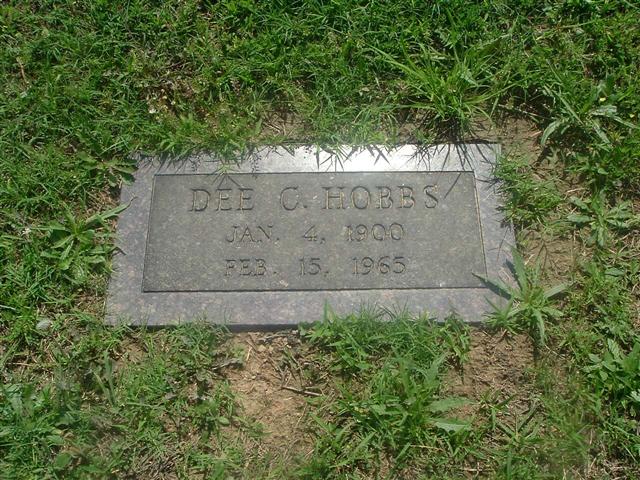 DEE C. HOBBS
JAN. 4, 1900
FEB. 15, 1965